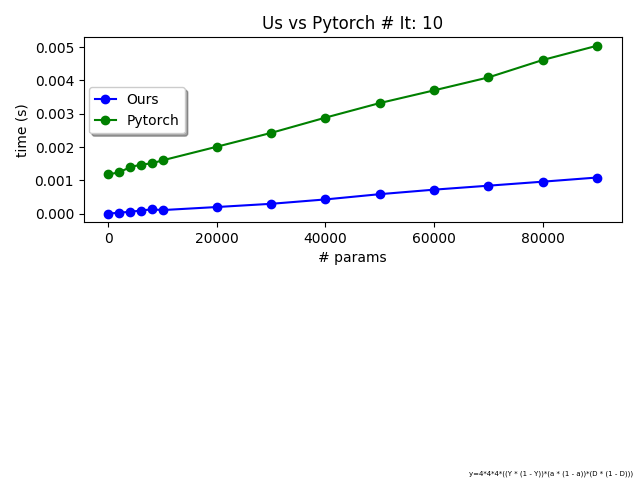 Us vs Pytorch # It: 10
0.005
0.004
0.003
0.002
0.001
0.000
time (s)
Ours
Pytorch
0 20000 40000 60000 80000
# params
y=4*4*4*((Y * (1 - Y))*(a * (1 - a))*(D * (1 - D)))